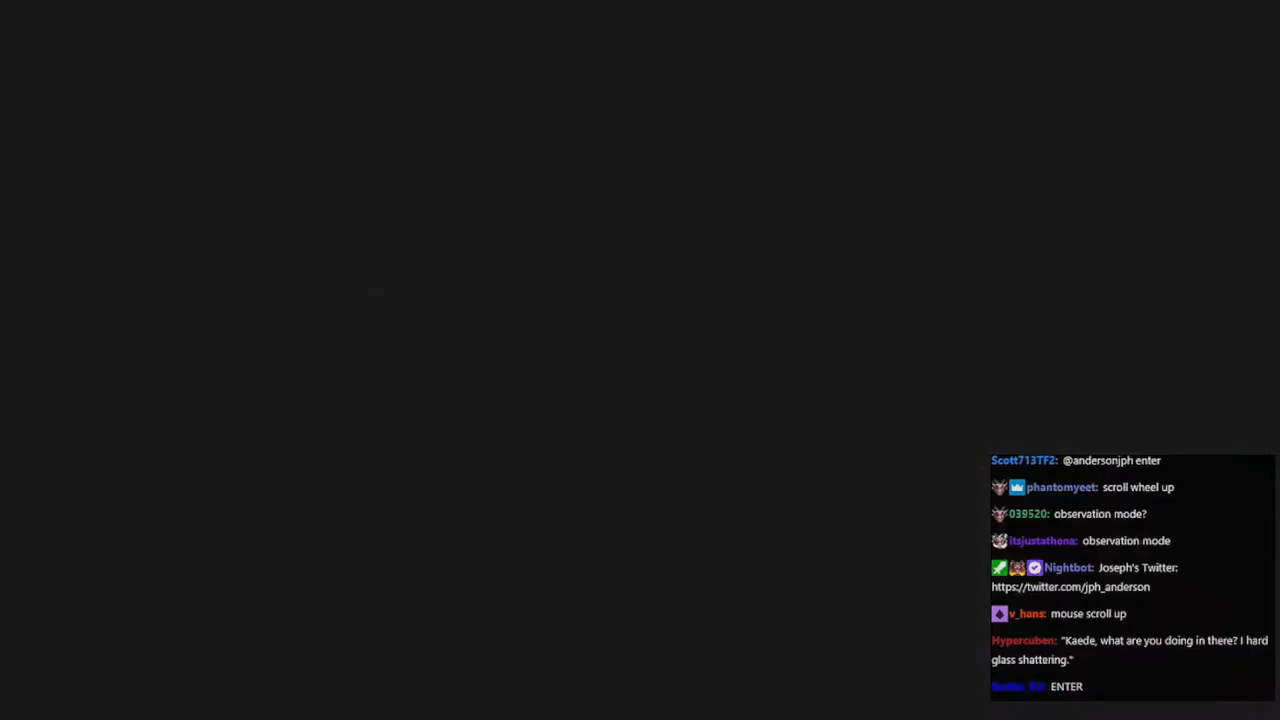 Scott713TF2: @andersonjph enter
phantomyeet: scroll wheel up
039520: observation mode?
itsjustathena: observation mode
Nightbot: Joseph's Twitter:
https://twitter.com/jph_anderson
v_hans: mouse scroll up
Hypercuben: "Kaede, what are you doing in there? I hard
glass shattering."
ENTER